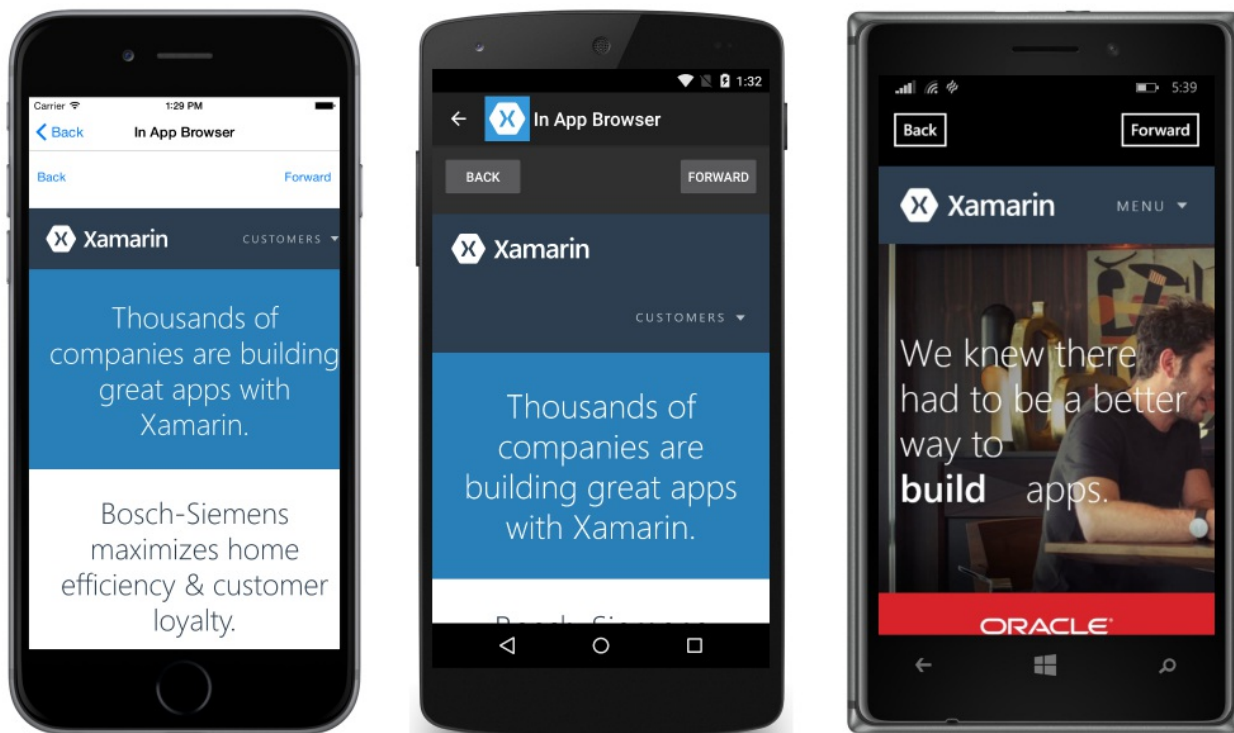 Carrier
1:29 PM
Back
In App Browser
Back
Forward
Xamarin
CUSTOMERS
Thousands of
companies are building
great apps with
Xamarin.
Bosch-Siemens
maximizes home
efficiency & customer
loyalty.
1:32
In App Browser
BACK
FORWARD
Xamarin
CUSTOMERS
Thousands of
companies are
building great apps
with Xamarin.
Bosch-Siemens
5:39
Back
Forward
Xamarin
MENU
We knew there
had to be a better
way to
build apps.
ORACLE®